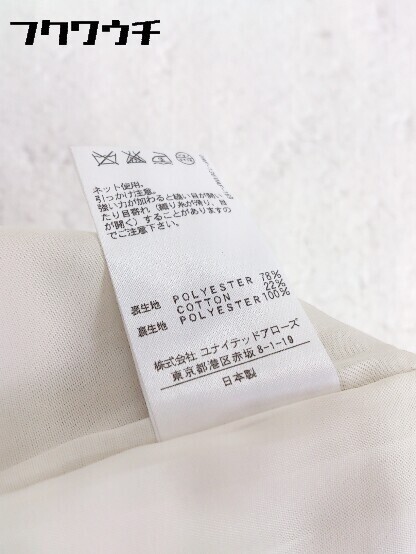 フクワウチ
ネット使用。
引っかけ注意。
強い力が加わると縫い目が開い
たり目寄れ(織り糸が滑り、目
が開く)することがありますの
でご注意下さい。
表生地 POLYESTER 78%
COTTON 22%
裏生地 POLYESTER 100%
株式会社 ユナイテッドアローズ
東京都港区赤坂8-1-19
日本製